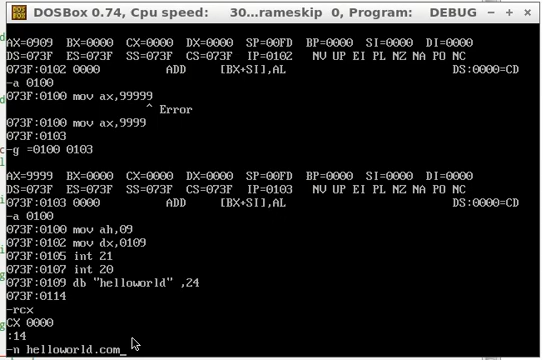 DOSBox 0.74, Cpu speed: 30...rameskip 0, Program: DEBUG
AX=0909 BX=0000 CX=0000 DX=0000 SP=00FD BP=0000 SI=0000 DI=0000
DS=073F ES=073F SS=073F CS=073F IP=0102 NV UP EI PL NZ NA PO NC
073F:0102 0000 ADD [BX+SI],AL DS:0000=CD
-a 0100
073F:0100 mov ax,99999
^ Error
073F:0100 mov ax,9999
073F:0103
-g =0100 0103
AX=9999 BX=0000 CX=0000 DX=0000 SP=00FD BP=0000 SI=0000 DI=0000
DS=073F ES=073F SS=073F CS=073F IP=0103 NV UP EI PL NZ NA PO NC
073F:0103 0000 ADD [BX+SI],AL DS:0000=CD
-a 0100
073F:0100 mov ah,09
073F:0102 mov dx,0109
073F:0105 int 21
073F:0107 int 20
073F:0109 db "helloworld" ,24
073F:0114
-rcx
CX 0000
:14
-n helloworld.com_